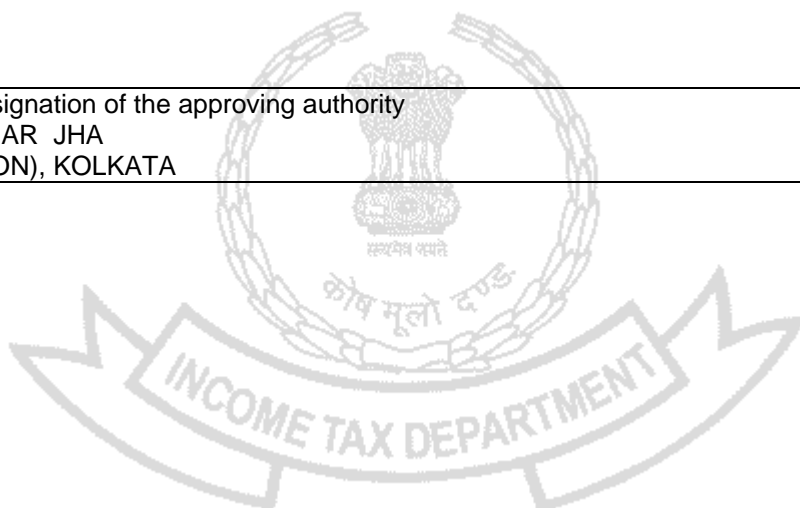 signation of the approving authority
AR JHA
ON), KOLKATA
सत्यमेव जयते
कोष मूलो दण्डः
INCOME TAX DEPARTMENT